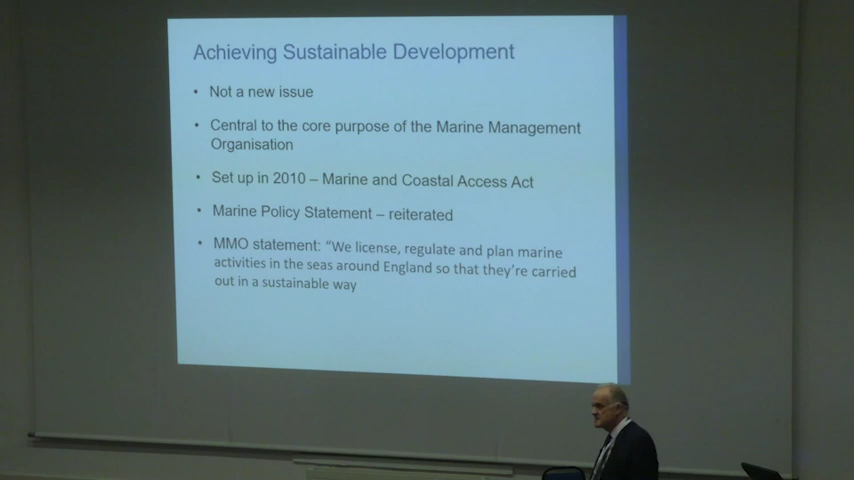 Achieving Sustainable Development
• Not a new issue
• Central to the core purpose of the Marine Management
Organisation
• Set up in 2010 – Marine and Coastal Access Act
• Marine Policy Statement – reiterated
• MMO statement: “We license, regulate and plan marine
activities in the seas around England so that they’re carried
out in a sustainable way